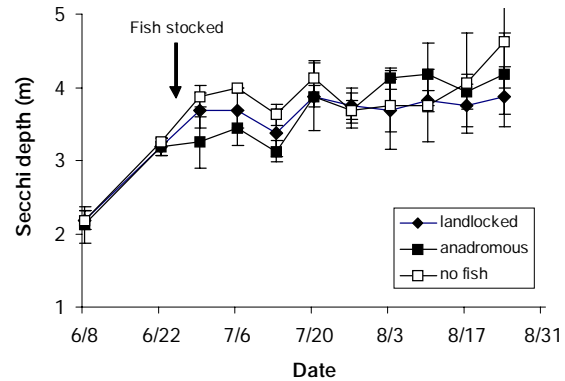 Fish stocked
5
4
3
2
1
Secchi depth (m)
landlocked
anadromous
no fish
6/8 6/22 7/6 7/20 8/3 8/17 8/31
Date